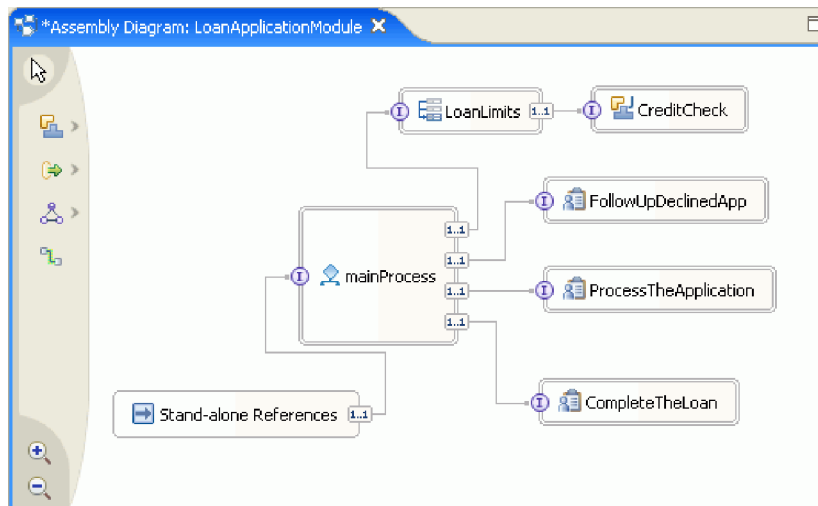 *Assembly Diagram: LoanApplicationModule
I LoanLimits 1..1
I CreditCheck
1..1
I FollowUpDeclinedApp
1..1
I mainProcess
1..1
I ProcessTheApplication
1..1
I CompleteTheLoan
Stand-alone References 1..1